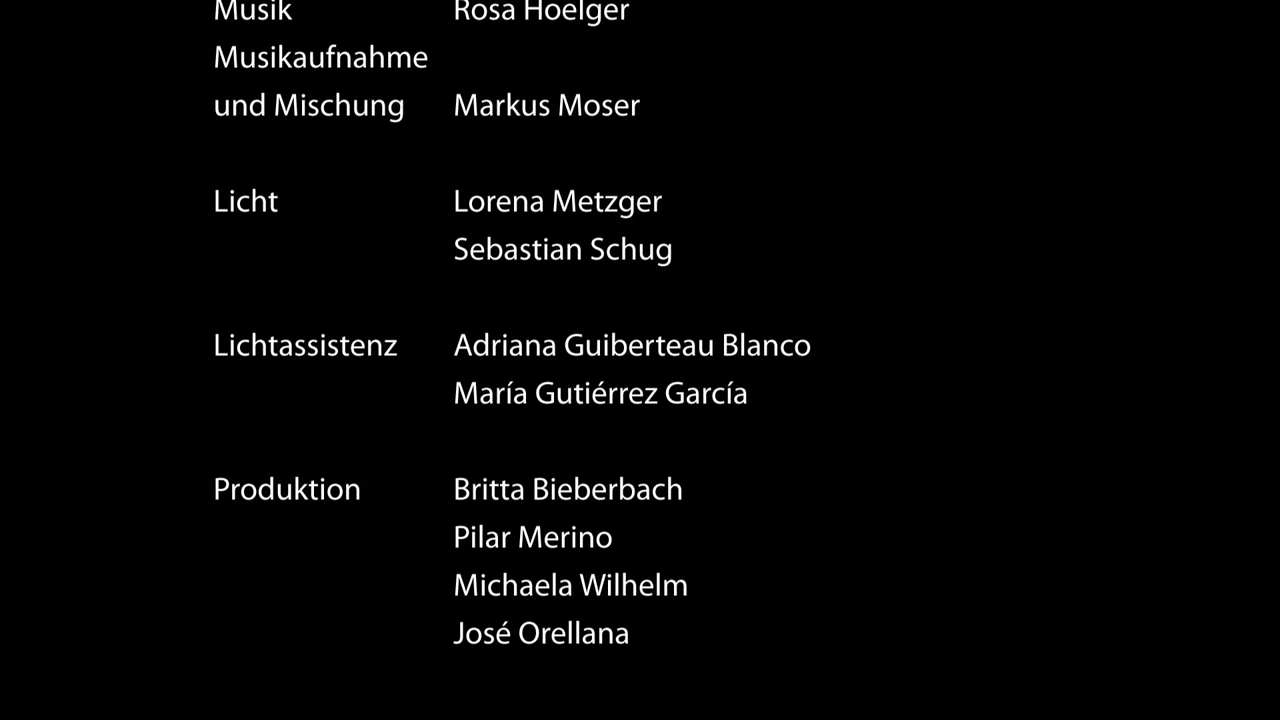 Musik Rosa Hoelger
Musikaufnahme
und Mischung Markus Moser
Licht Lorena Metzger
Sebastian Schug
Lichtassistenz Adriana Guiberteau Blanco
María Gutiérrez García
Produktion Britta Bieberbach
Pilar Merino
Michaela Wilhelm
José Orellana